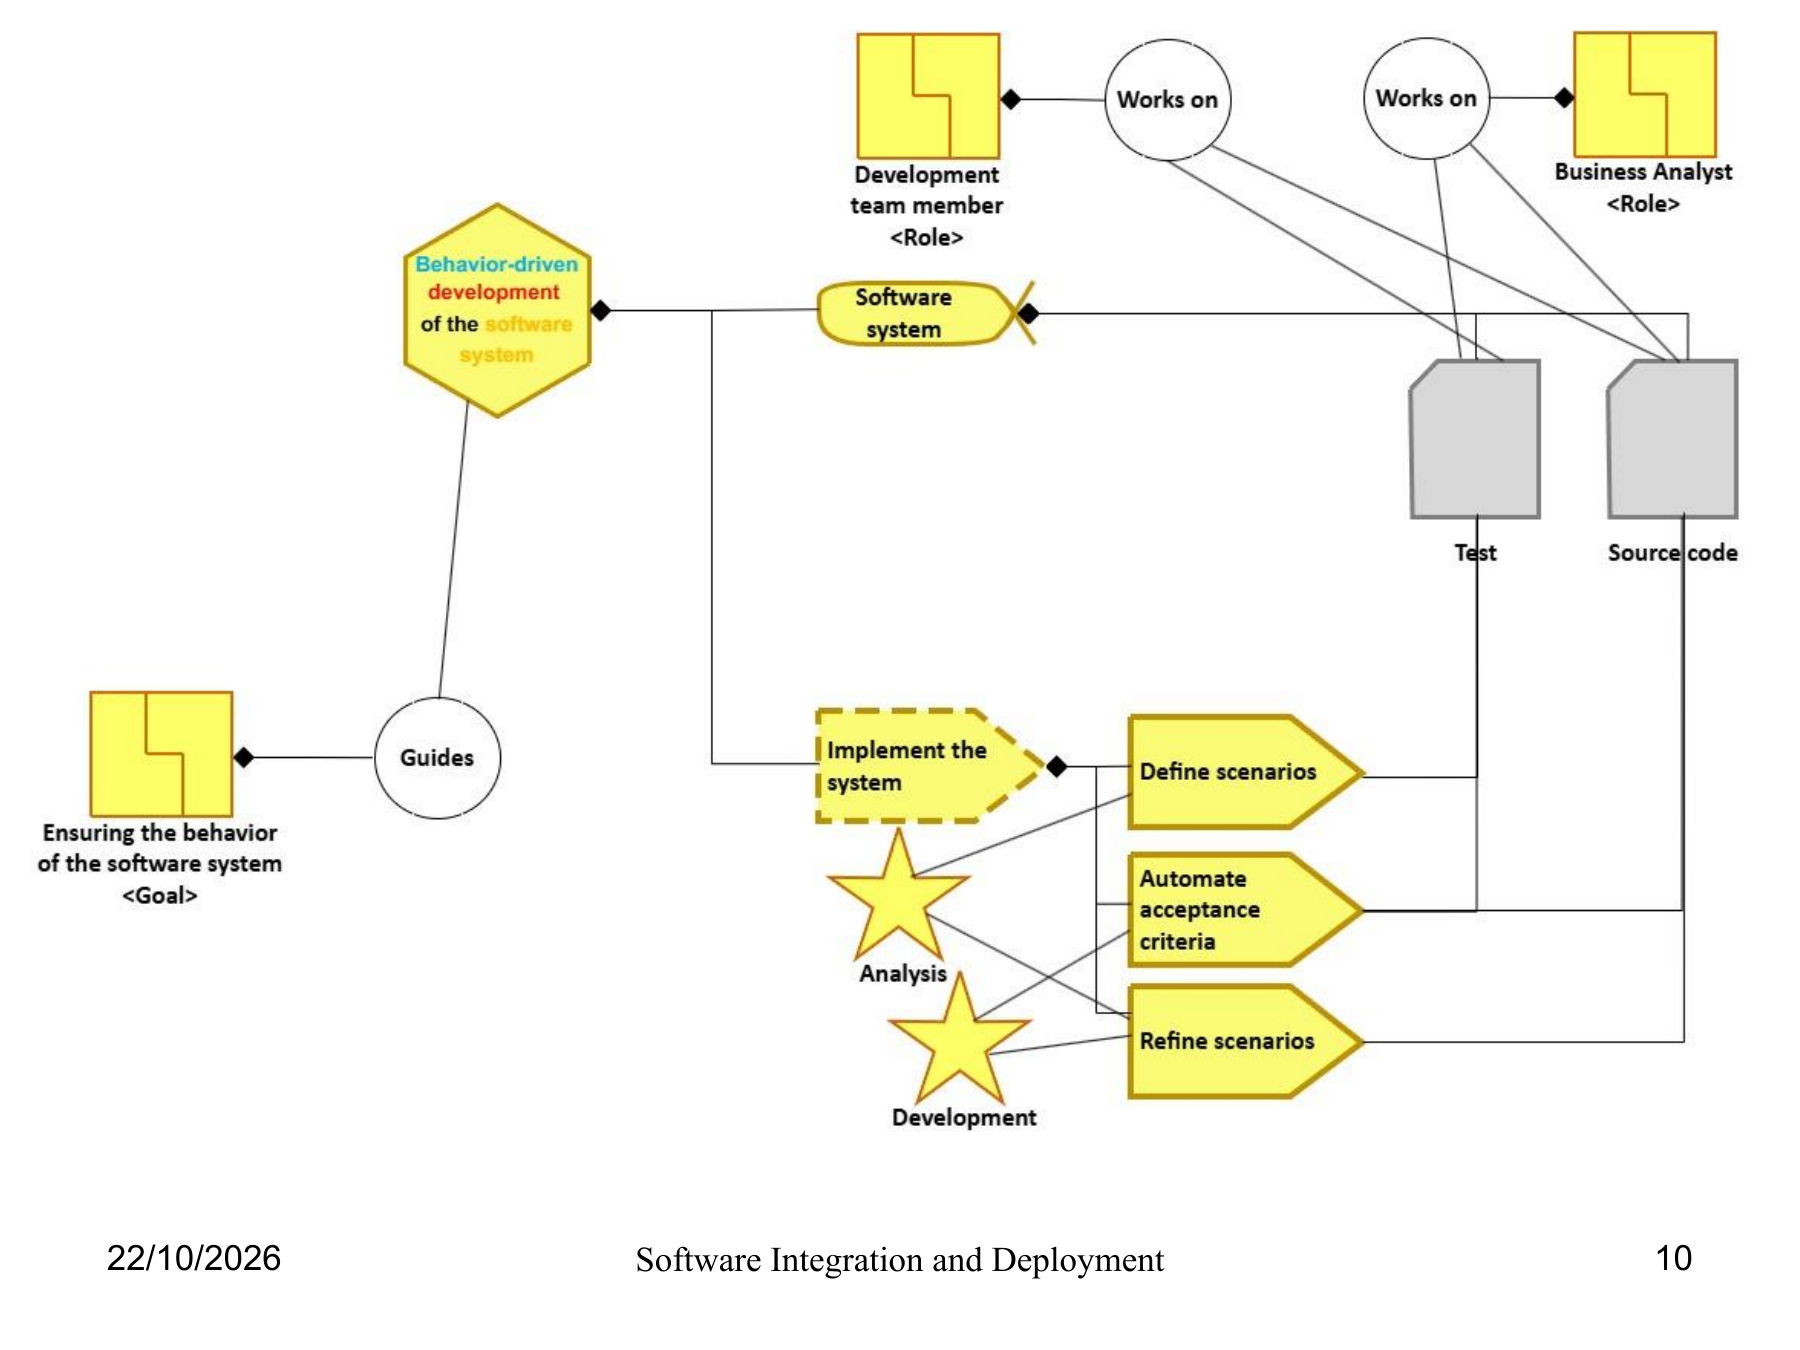 Works on
Works on
Development
team member
<Role>
Business Analyst
<Role>
Behavior-driven
development
of the software
system
Software
system
Test
Source code
Guides
Ensuring the behavior
of the software system
<Goal>
Implement the
system
Define scenarios
Automate
acceptance
criteria
Analysis
Refine scenarios
Development
22/10/2026
Software Integration and Deployment
10